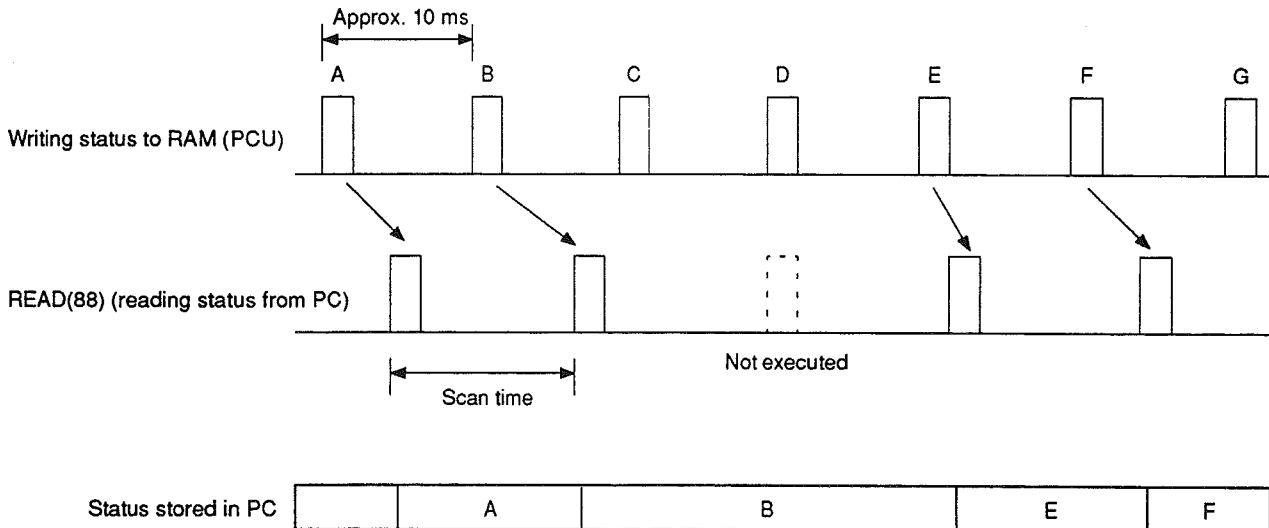 Approx. 10 ms
A B C D E F G
Writing status to RAM (PCU)
READ(88) (reading status from PC)
Not executed
Scan time
Status stored in PC A B E F